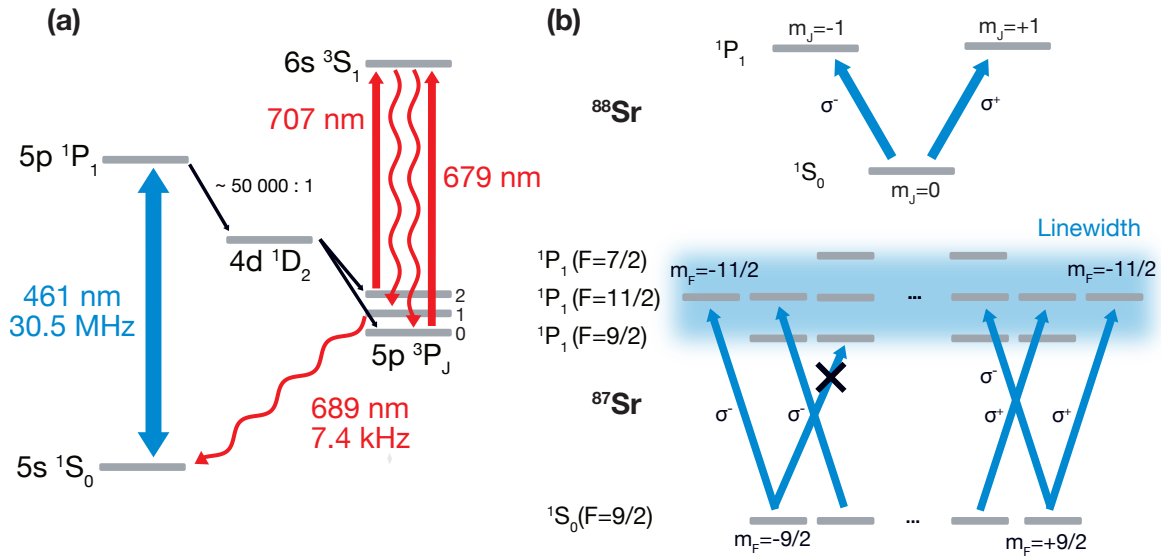 (a)
6s ³S₁
707 nm
679 nm
5p ¹P₁
~ 50 000 : 1
4d ¹D₂
461 nm
30.5 MHz
2
1
0
5p ³P_J
689 nm
7.4 kHz
5s ¹S₀
(b)
m_J=-1
m_J=+1
¹P₁
⁸⁸Sr
σ⁻
σ⁺
¹S₀
m_J=0
Linewidth
¹P₁(F=7/2)
m_F=-11/2
m_F=-11/2
¹P₁(F=11/2)
...
¹P₁(F=9/2)
⁸⁷Sr
σ⁻
σ⁻
σ⁻
σ⁺
σ⁺
¹S₀(F=9/2)
...
m_F=-9/2
m_F=+9/2